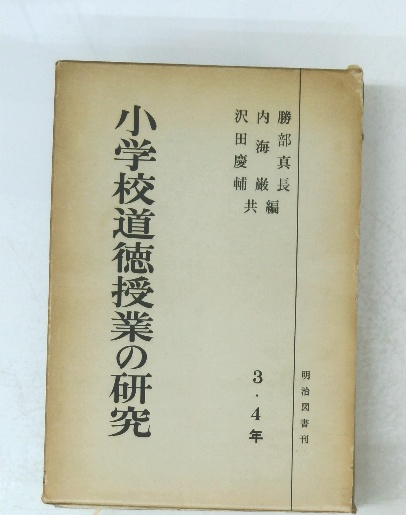 勝部真長
内海巌
沢田慶輔
共編
小学校道徳授業の研究
3・4年
明治図書刊